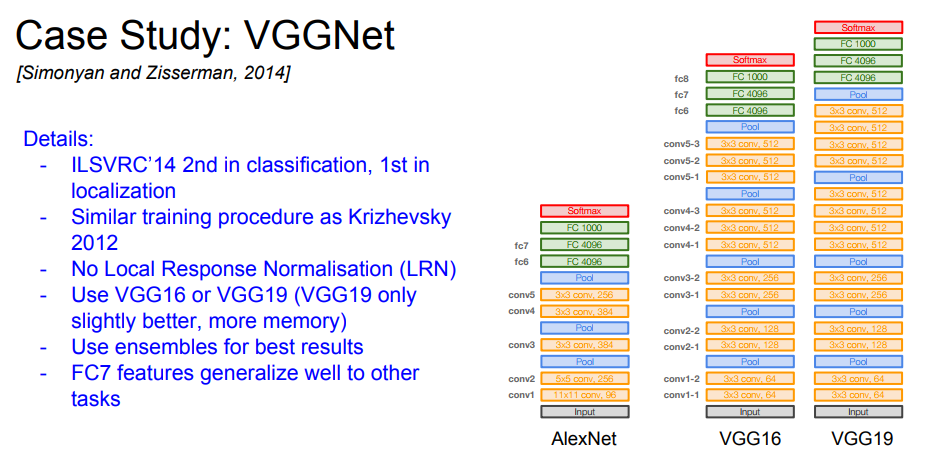 Case Study: VGGNet
[Simonyan and Zisserman, 2014]
Details:
- ILSVRC'14 2nd in classification, 1st in
localization
- Similar training procedure as Krizhevsky
2012
- No Local Response Normalisation (LRN)
- Use VGG16 or VGG19 (VGG19 only
slightly better, more memory)
- Use ensembles for best results
- FC7 features generalize well to other
tasks
Softmax
FC 1000
fc7 FC 4096
fc6 FC 4096
Pool
conv5 3x3 conv, 256
conv4 3x3 conv, 384
Pool
conv3 3x3 conv, 384
Pool
conv2 5x5 conv, 256
conv1 11x11 conv, 96
Input
AlexNet
Softmax
fc8 FC 1000
fc7 FC 4096
fc6 FC 4096
Pool
conv5-3 3x3 conv, 512
conv5-2 3x3 conv, 512
conv5-1 3x3 conv, 512
Pool
conv4-3 3x3 conv, 512
conv4-2 3x3 conv, 512
conv4-1 3x3 conv, 512
Pool
conv3-2 3x3 conv, 256
conv3-1 3x3 conv, 256
Pool
conv2-2 3x3 conv, 128
conv2-1 3x3 conv, 128
Pool
conv1-2 3x3 conv, 64
conv1-1 3x3 conv, 64
Input
VGG16
Softmax
FC 1000
FC 4096
FC 4096
Pool
3x3 conv, 512
3x3 conv, 512
3x3 conv, 512
3x3 conv, 512
Pool
3x3 conv, 512
3x3 conv, 512
3x3 conv, 512
3x3 conv, 512
Pool
3x3 conv, 256
3x3 conv, 256
Pool
3x3 conv, 128
3x3 conv, 128
Pool
3x3 conv, 64
3x3 conv, 64
Input
VGG19